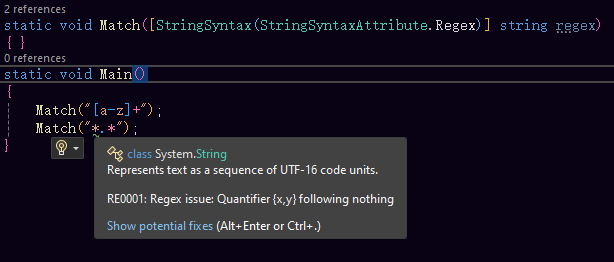 2 references
static void Match([StringSyntax(StringSyntaxAttribute.Regex)] string regex)
{ }
0 references
static void Main()
{
Match("[a-z]+");
Match("*.*");
}
class System.String
Represents text as a sequence of UTF-16 code units.
RE0001: Regex issue: Quantifier {x,y} following nothing
Show potential fixes (Alt+Enter or Ctrl+.)